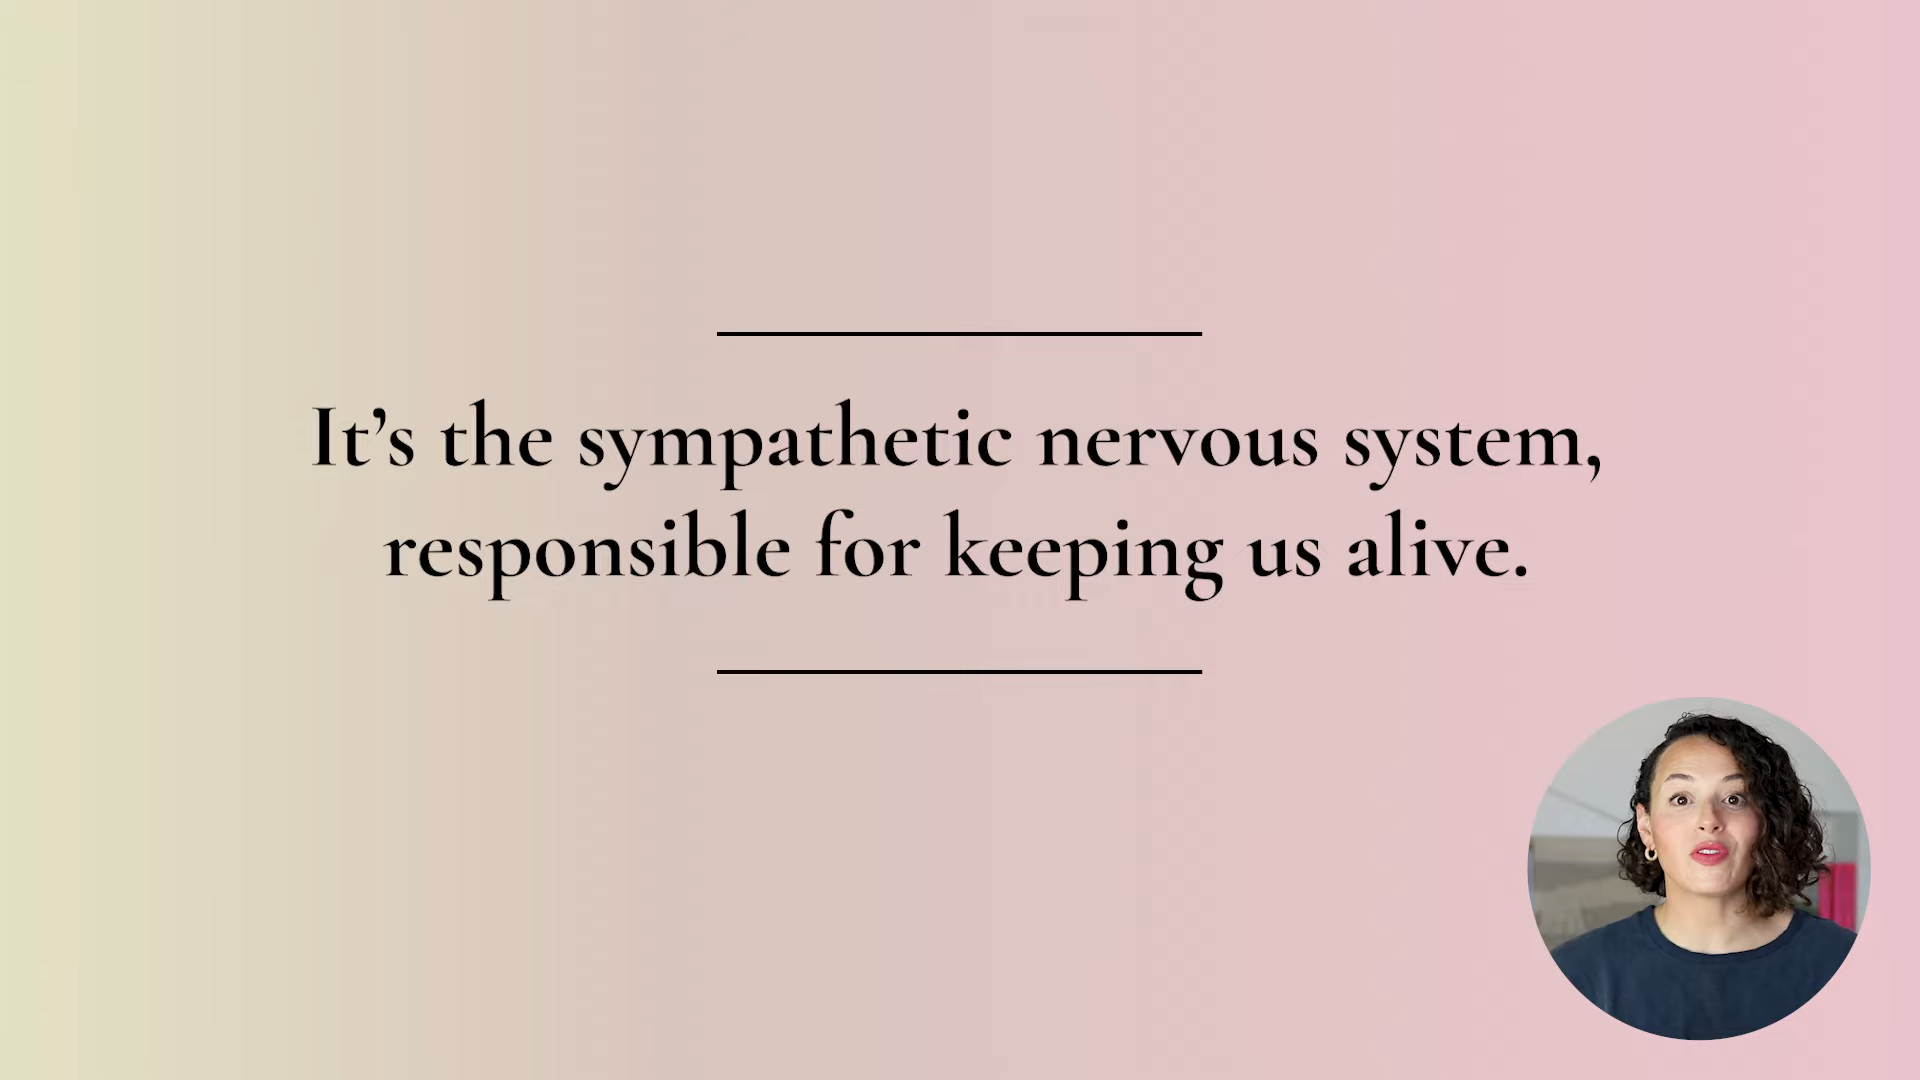 It’s the sympathetic nervous system,
responsible for keeping us alive.